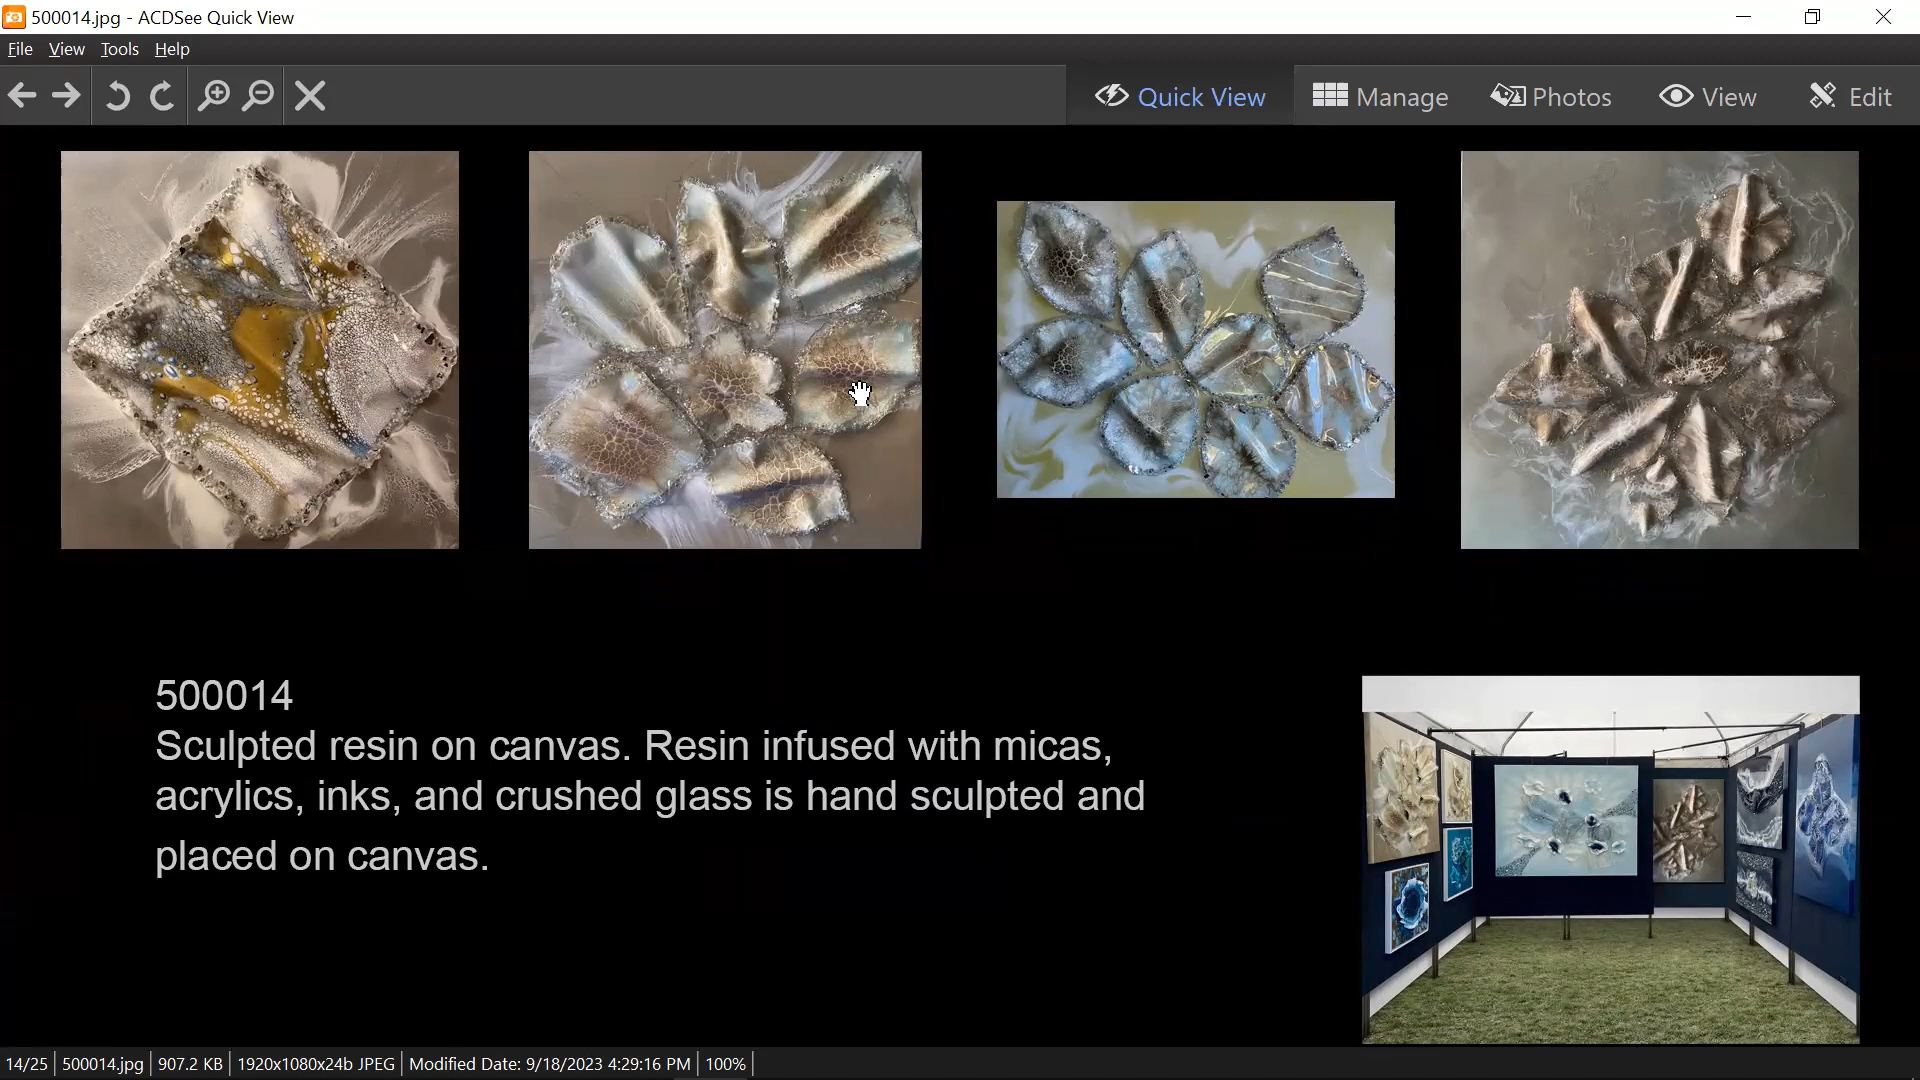 500014.jpg - ACDSee Quick View
File View Tools Help
Quick View Manage Photos View Edit
500014
Sculpted resin on canvas. Resin infused with micas,
acrylics, inks, and crushed glass is hand sculpted and
placed on canvas.
14/25 500014.jpg 907.2 KB 1920x1080x24b JPEG Modified Date: 9/18/2023 4:29:16 PM 100%